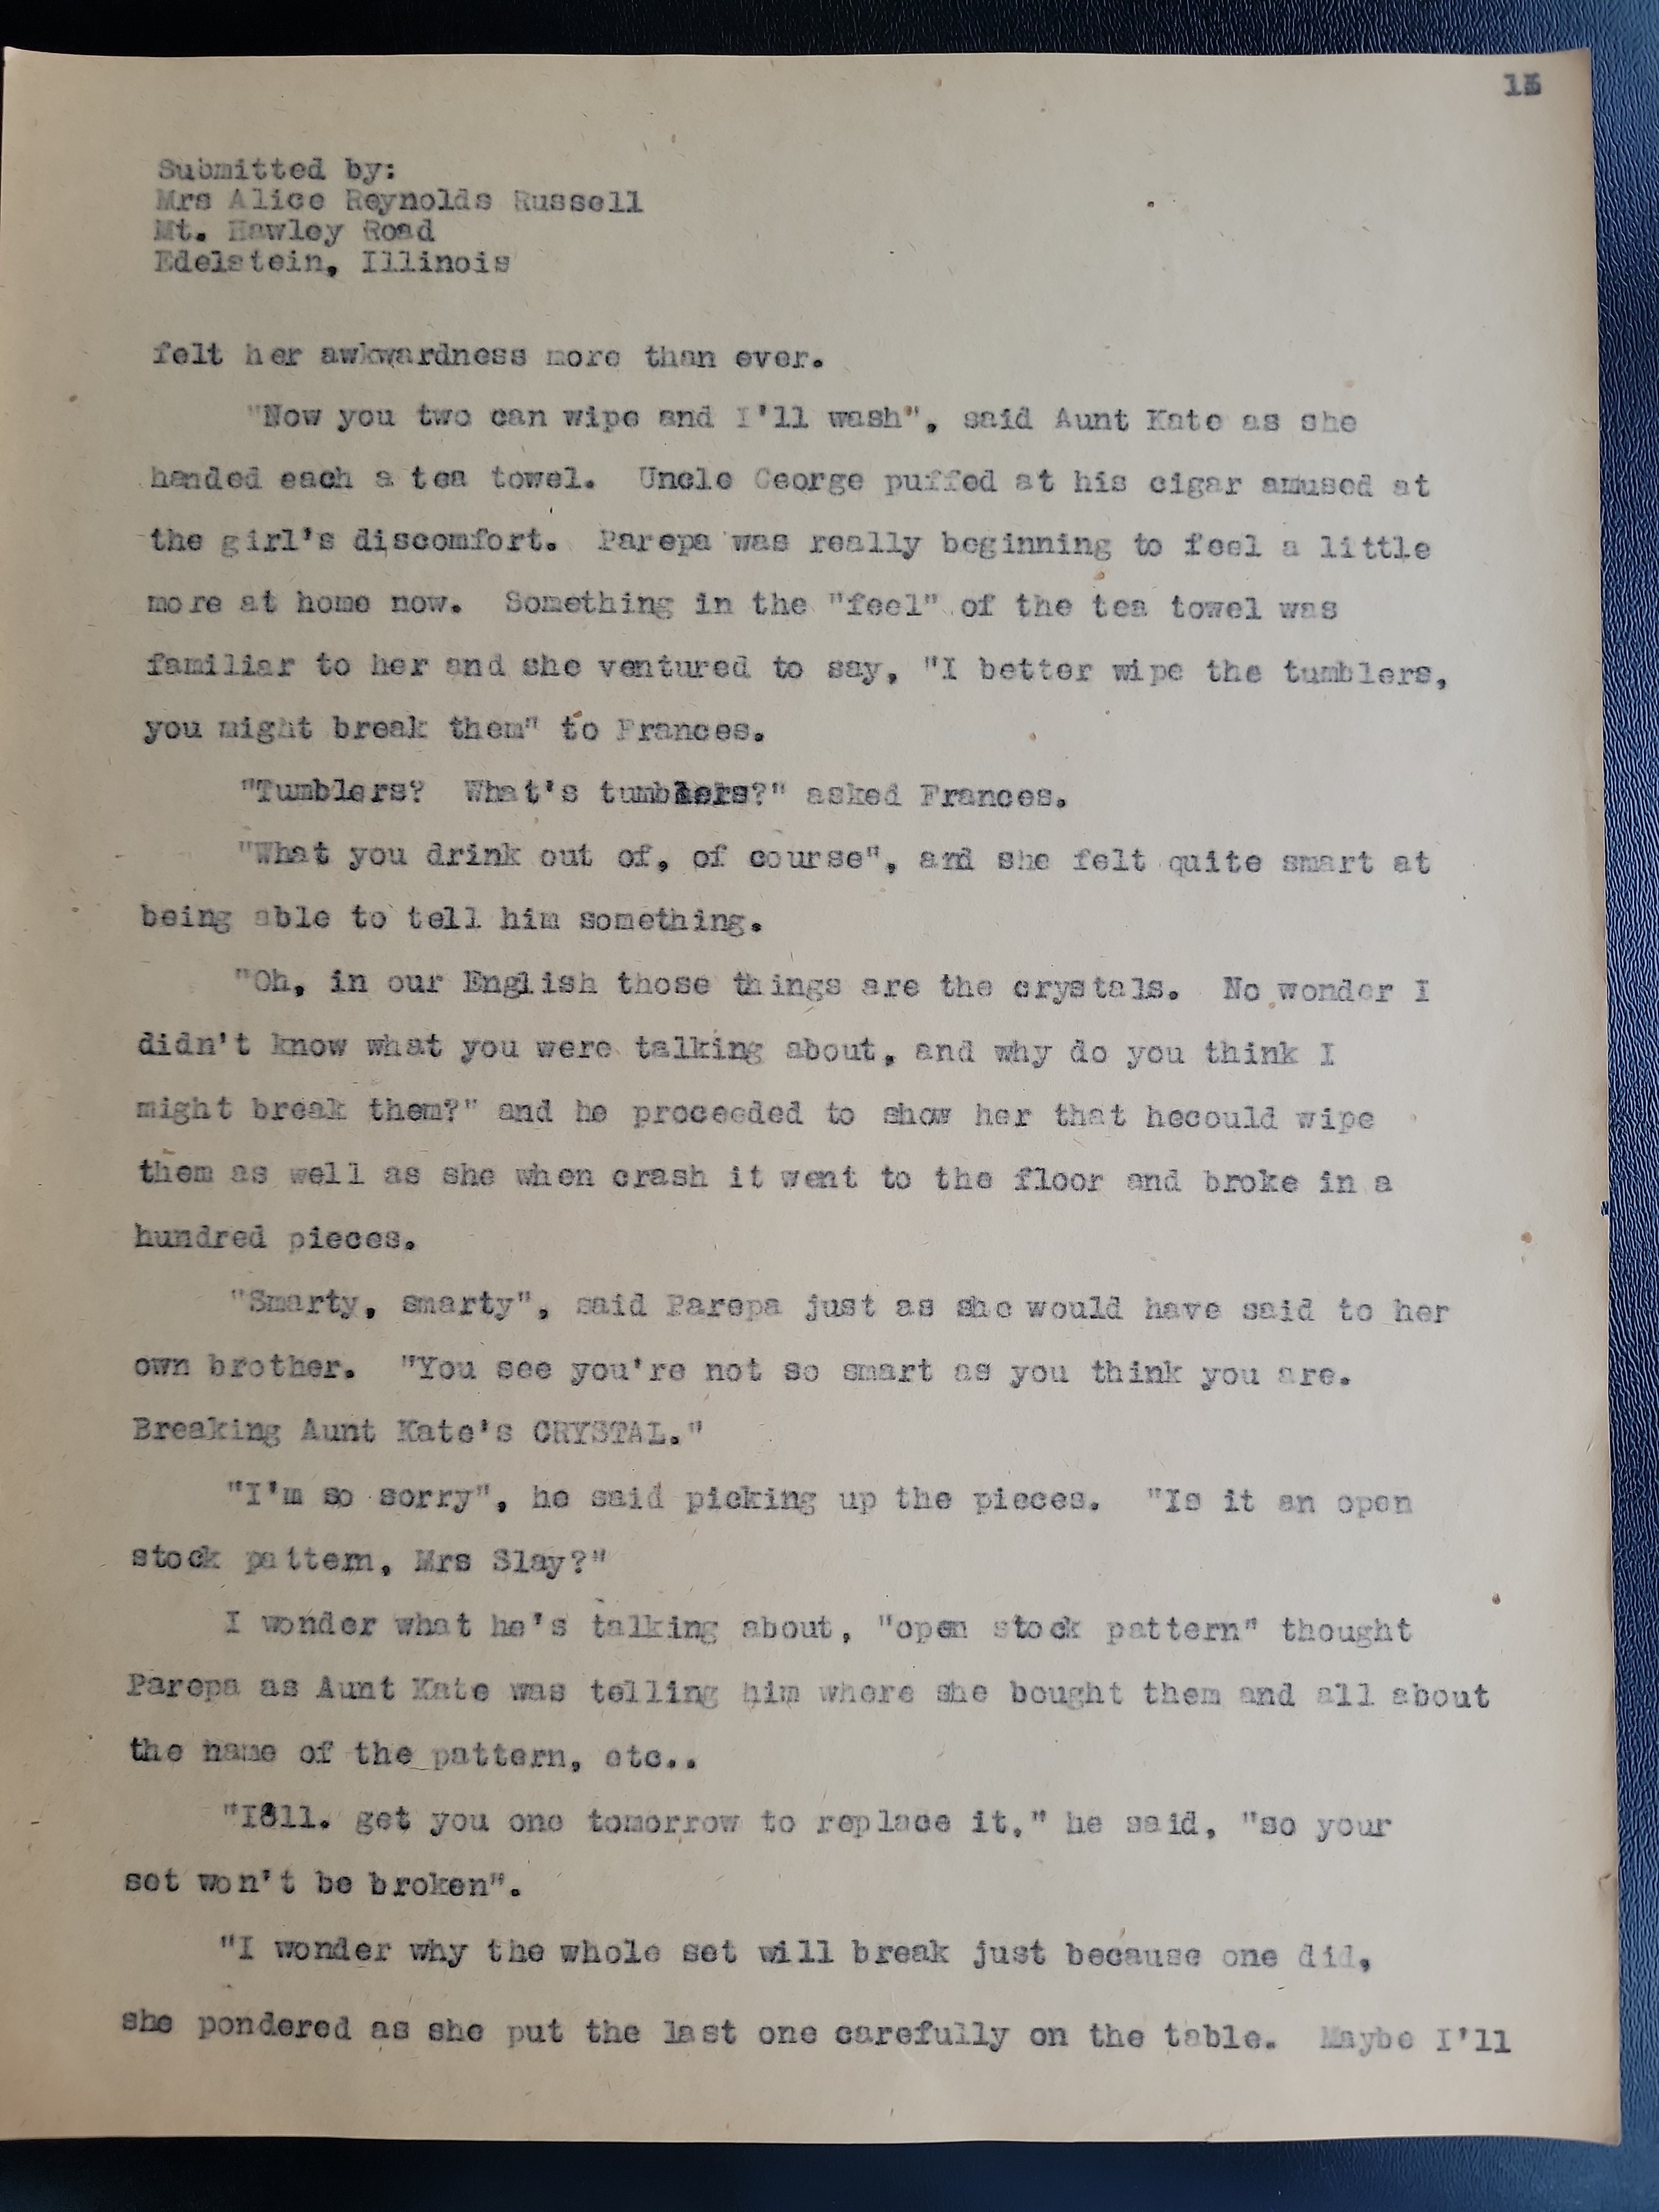 Submitted by:
Mrs Alice Reynolds Russell
Mt. Hawley Road
Edelstein, Illinois
felt her awkwardness more than ever.
"Now you two can wipe and I'll wash", said Aunt Kate as she
handed each a tea towel. Uncle George puffed at his cigar amused at
the girl's discomfort. Parepa was really beginning to feel a little
more at home now. Something in the "feel" of the tea towel was
familiar to her and she ventured to say, "I better wipe the tumblers,
you might break them" to Frances.
"Tumblers? What's tumblers?" asked Frances.
"What you drink out of, of course", and she felt quite smart at
being able to tell him something.
"Oh, in our English those things are the crystals. No wonder I
didn't know what you were talking about, and why do you think I
might break them?" and he proceeded to show her that hecould wipe
them as well as she when crash it went to the floor and broke in a
hundred pieces.
"Smarty, smarty", said Parepa just as she would have said to her
own brother. "You see you're not so smart as you think you are.
Breaking Aunt Kate's CRYSTAL."
"I'm so sorry", he said picking up the pieces. "Is it an open
stock pattern, Mrs Slay?"
I wonder what he's talking about, "open stock pattern" thought
Parepa as Aunt Kate was telling him where she bought them and all about
the name of the pattern, etc..
"I'll. get you one tomorrow to replace it," he said, "so your
set won't be broken".
"I wonder why the whole set will break just because one did,
she pondered as she put the last one carefully on the table. Maybe I'll